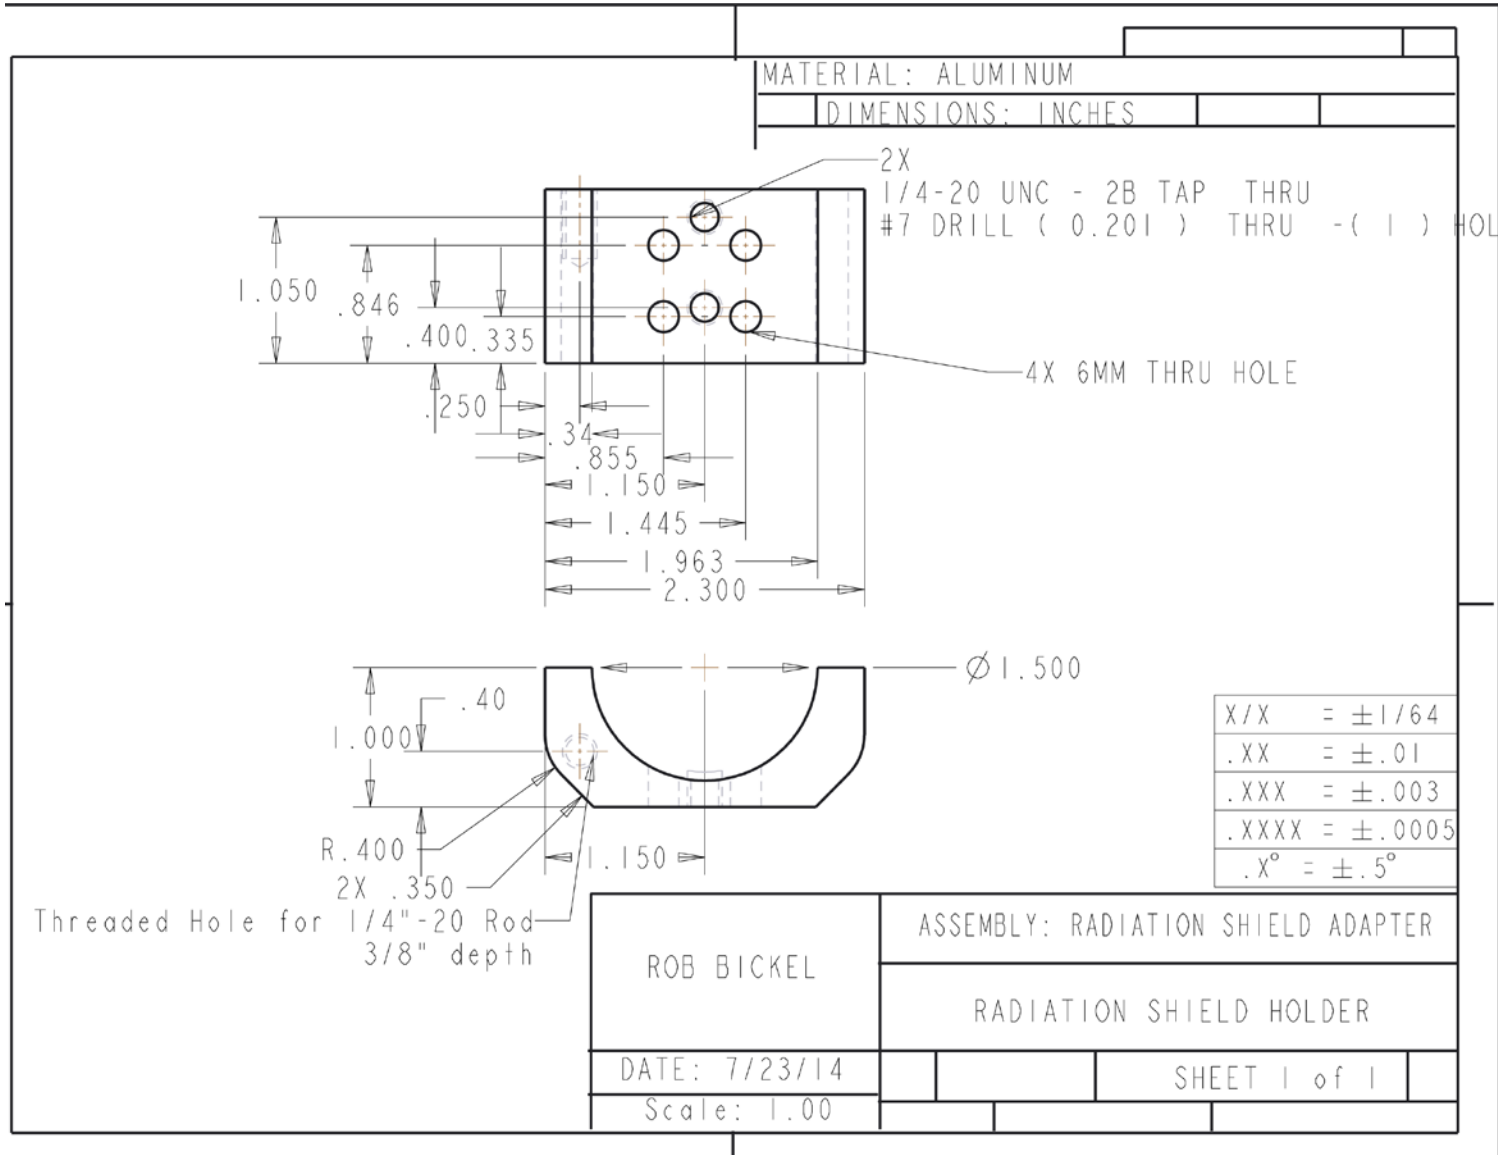 MATERIAL: ALUMINUM
DIMENSIONS: INCHES
2X
1/4-20 UNC - 2B TAP THRU
#7 DRILL ( 0.201 ) THRU -( 1 ) HOL
1.050
.846
.400
.335
4X 6MM THRU HOLE
.250
.34
.855
1.150
1.445
1.963
2.300
Ø1.500
.40
1.000
R.400
1.150
2X .350
Threaded Hole for 1/4"-20 Rod
3/8" depth
X/X = ±1/64
.XX = ±.01
.XXX = ±.003
.XXXX = ±.0005
.X° = ±.5°
ROB BICKEL
ASSEMBLY: RADIATION SHIELD ADAPTER
RADIATION SHIELD HOLDER
DATE: 7/23/14
SHEET 1 of 1
Scale: 1.00